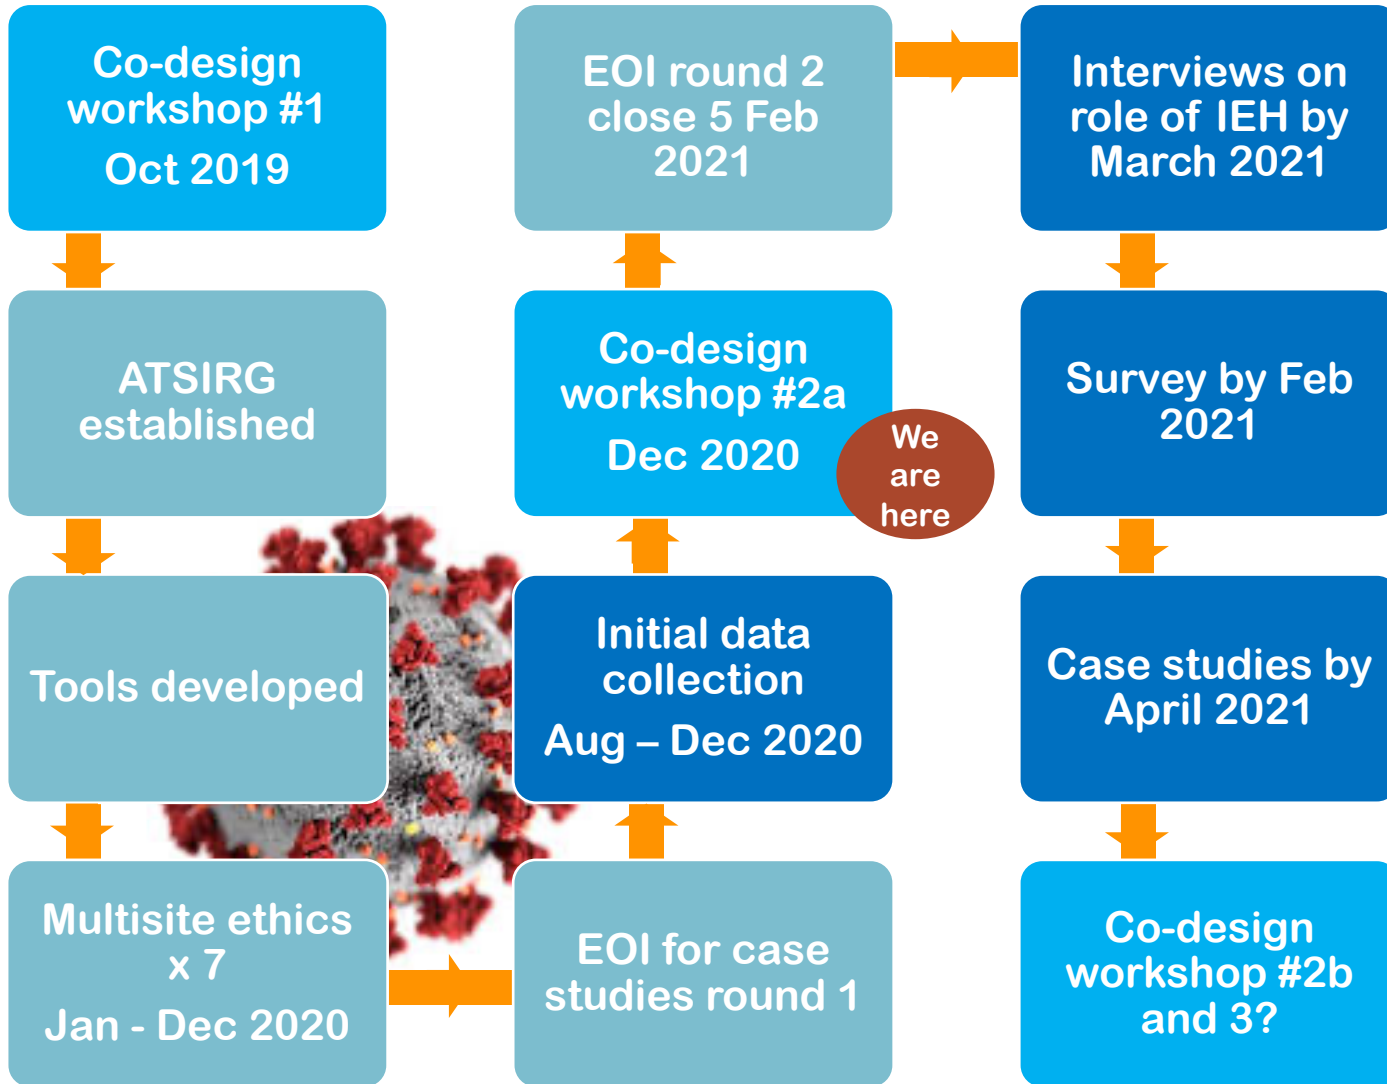 Co-design
workshop #1
Oct 2019
ATSIRG
established
Tools developed
Multisite ethics
x 7
Jan - Dec 2020
EOI for case
studies round 1
Initial data
collection
Aug – Dec 2020
Co-design
workshop #2a
Dec 2020
We
are
here
EOI round 2
close 5 Feb
2021
Interviews on
role of IEH by
March 2021
Survey by Feb
2021
Case studies by
April 2021
Co-design
workshop #2b
and 3?